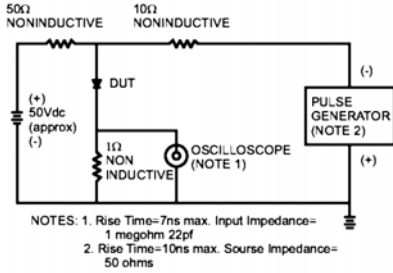 50Ω
NONINDUCTIVE
10Ω
NONINDUCTIVE
(+)
50Vdc
(approx)
(-)
DUT
1Ω
NON
INDUCTIVE
OSCILLOSCOPE
(NOTE 1)
(-)
PULSE
GENERATOR
(NOTE 2)
(+)
NOTES: 1. Rise Time=7ns max. Input Impedance=
1 megohm 22pf
2. Rise Time=10ns max. Sourse Impedance=
50 ohms